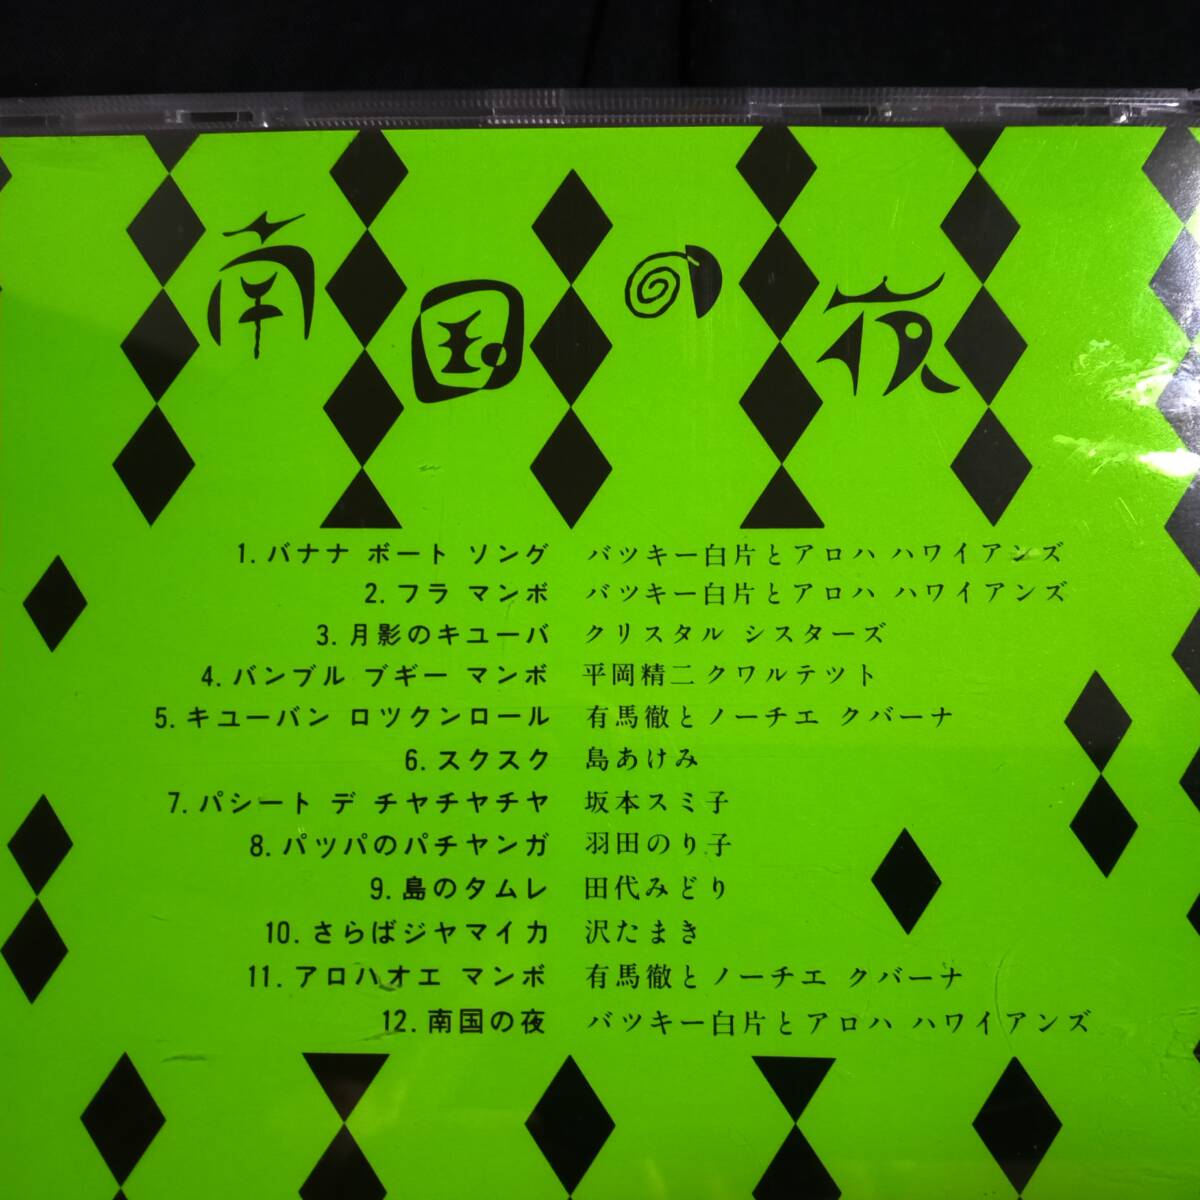 南国の夜
1. バナナ ボート ソング バツキー白片とアロハ ハワイアンズ
2. フラ マンボ バツキー白片とアロハ ハワイアンズ
3. 月影のキユーバ クリスタル シスターズ
4. バンブル ブギー マンボ 平岡精二クワルテツト
5. キユーバン ロツクンロール 有馬徹とノーチエ クバーナ
6. スクスク 島あけみ
7. パシート デ チヤチヤチヤ 坂本スミ子
8. パツパのパチヤンガ 羽田のり子
9. 島のタムレ 田代みどり
10. さらばジヤマイカ 沢たまき
11. アロハオエ マンボ 有馬徹とノーチエ クバーナ
12. 南国の夜 バツキー白片とアロハ ハワイアンズ